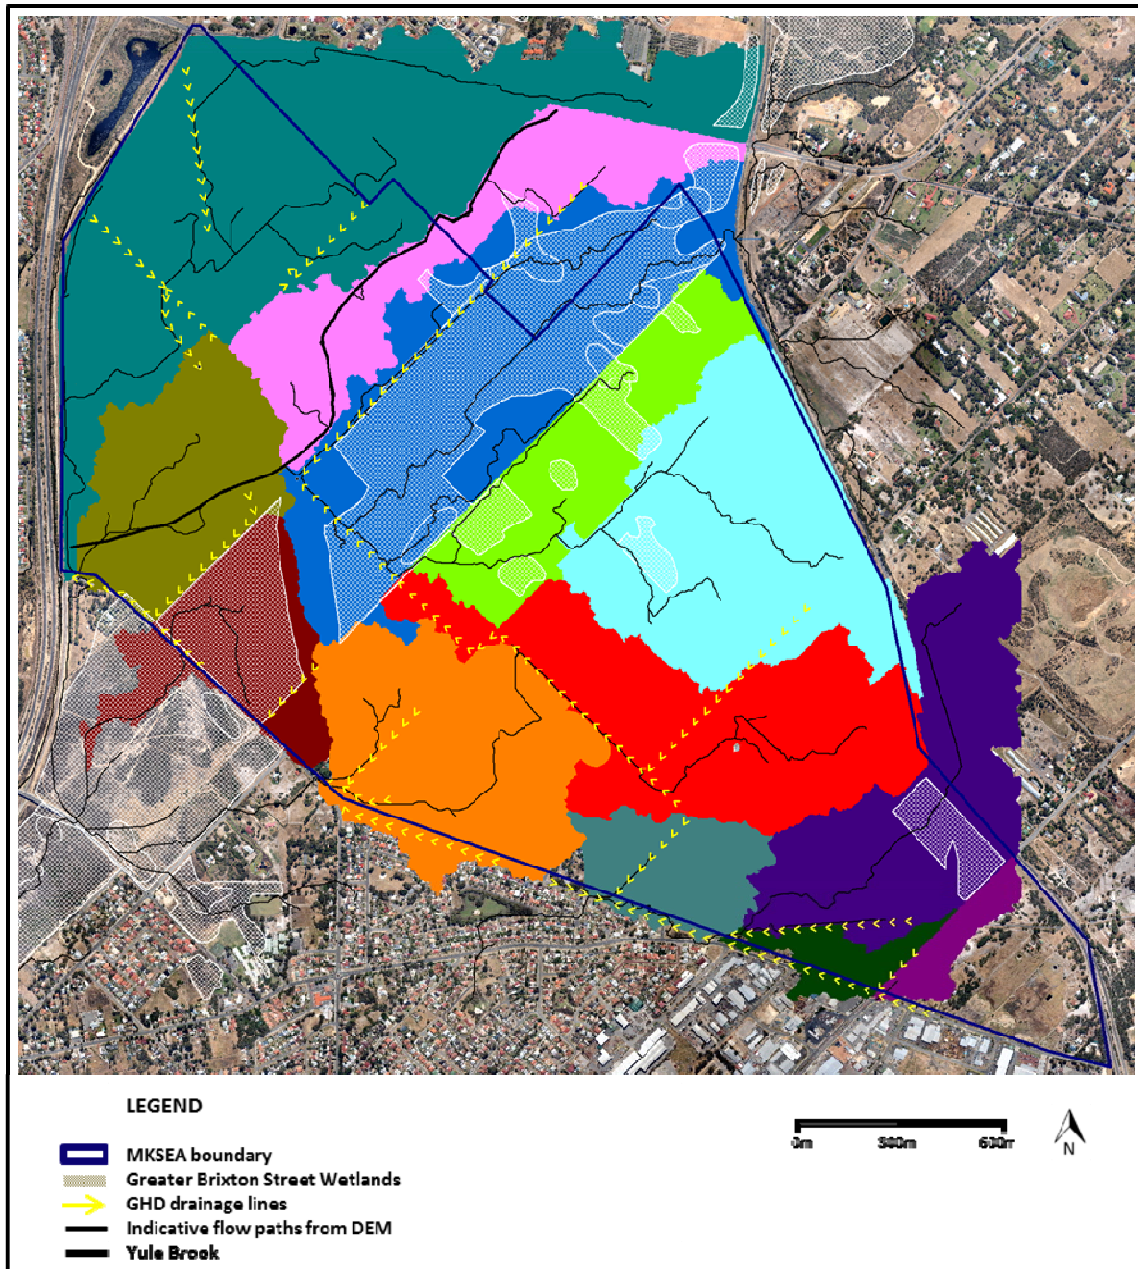 LEGEND
MKSEA boundary
Greater Brixton Street Wetlands
GHD drainage lines
Indicative flow paths from DEM
Yule Brook
0m 300m 600m
N